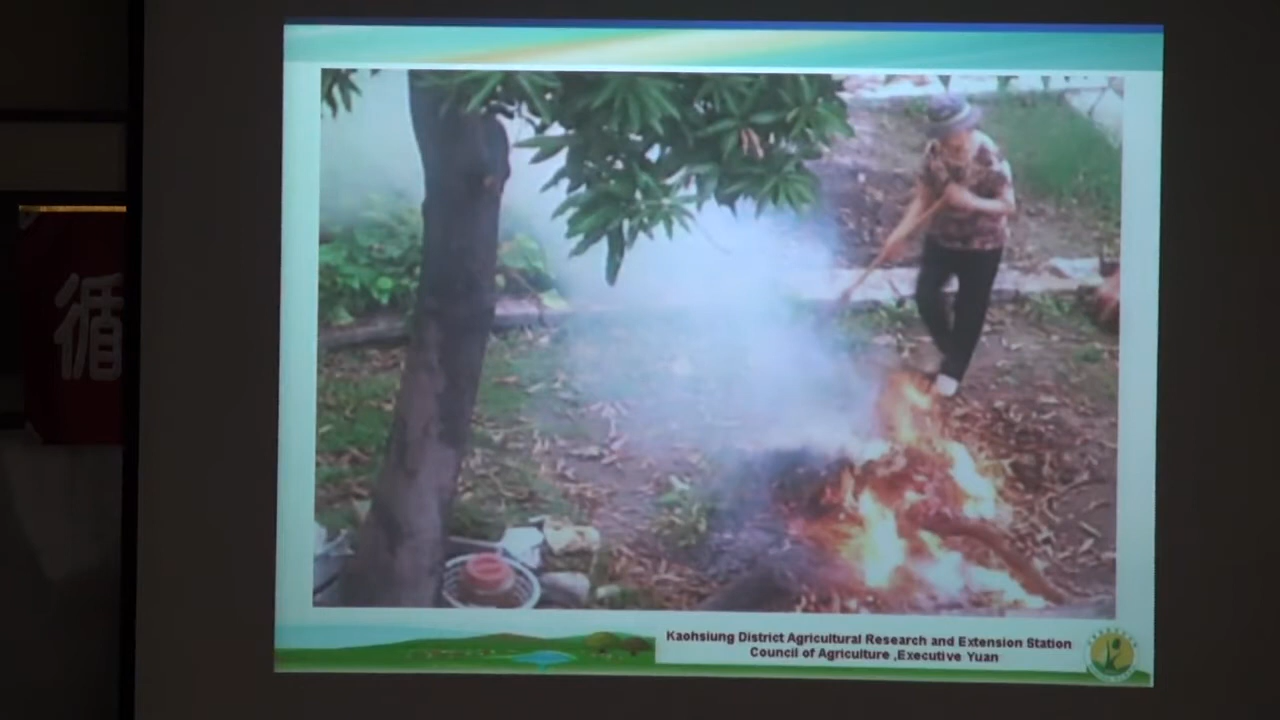 循
Kaohsiung District Agricultural Research and Extension Station
Council of Agriculture ,Executive Yuan